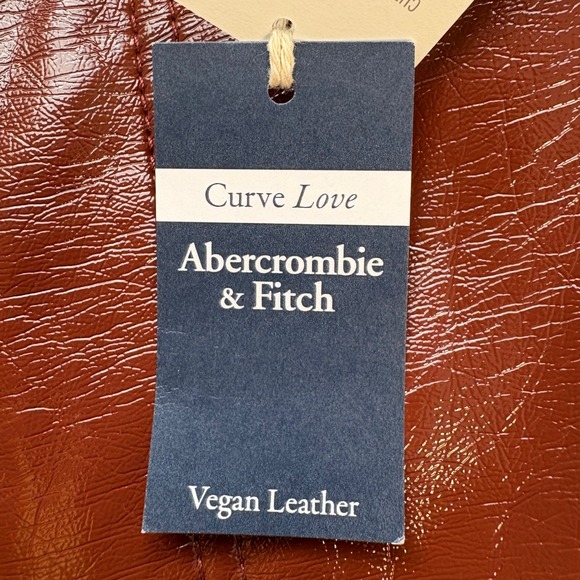 Curve Love
Abercrombie
& Fitch
Vegan Leather